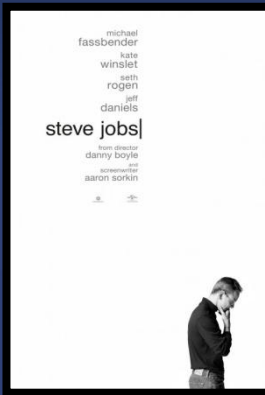 michael
fassbender
kate
winslet
seth
rogen
jeff
daniels
steve jobs
from director
danny boyle
and
screenwriter
aaron sorkin